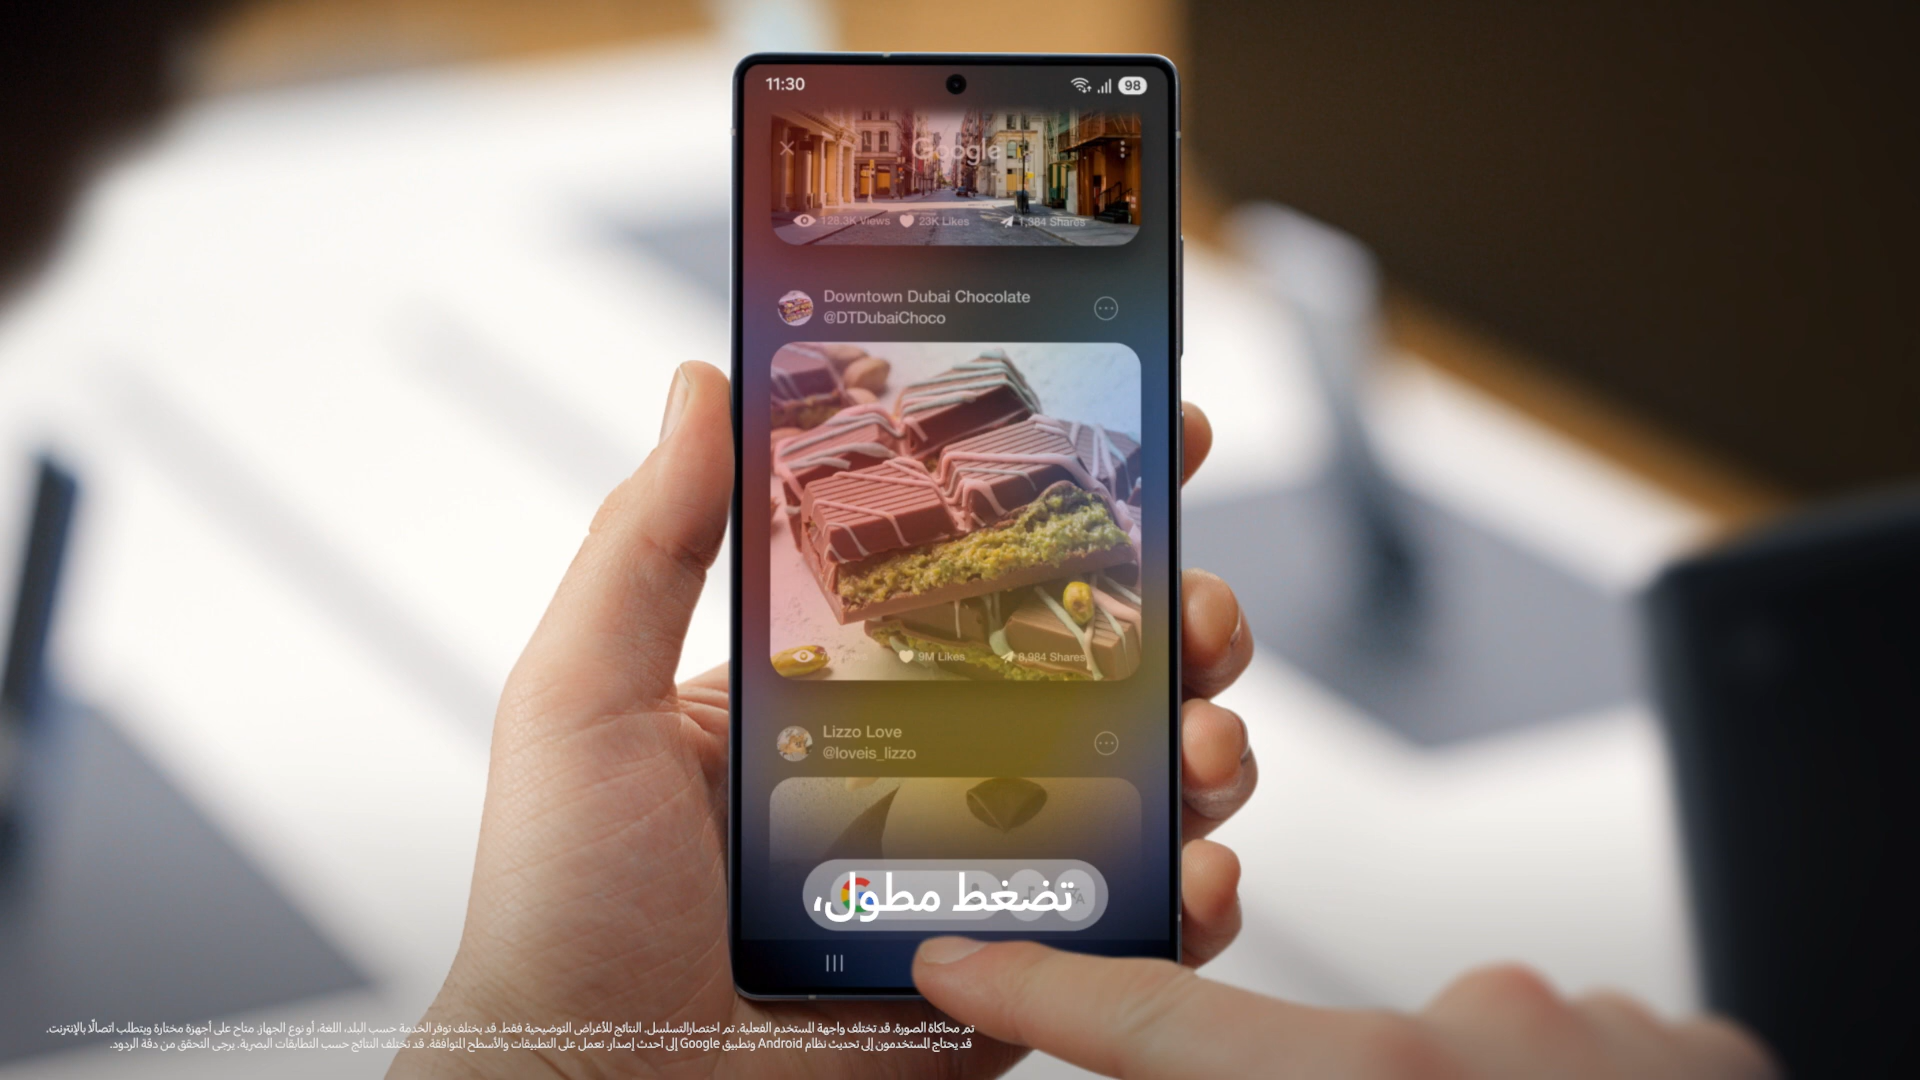 11:30
98
Google
128.3K Views
23K Likes
1,384 Shares
Downtown Dubai Chocolate
@DTDubaiChoco
9M Likes
8,984 Shares
Lizzo Love
@loveis_lizzo
تضغط مطول،
تم محاكاة الصورة. قد تختلف واجهة المستخدم الفعلية. تم اختصارالتسلسل. النتائج للأغراض التوضيحية فقط. قد يختلف توفر الخدمة حسب البلد، اللغة، أو نوع الجهاز. متاح على أجهزة مختارة ويتطلب اتصالًا بالإنترنت.
قد يحتاج المستخدمون إلى تحديث نظام Android وتطبيق Google إلى أحدث إصدار. تعمل على التطبيقات والأسطح المتوافقة. قد تختلف النتائج حسب التطابقات البصرية. يرجى التحقق من دقة الردود.